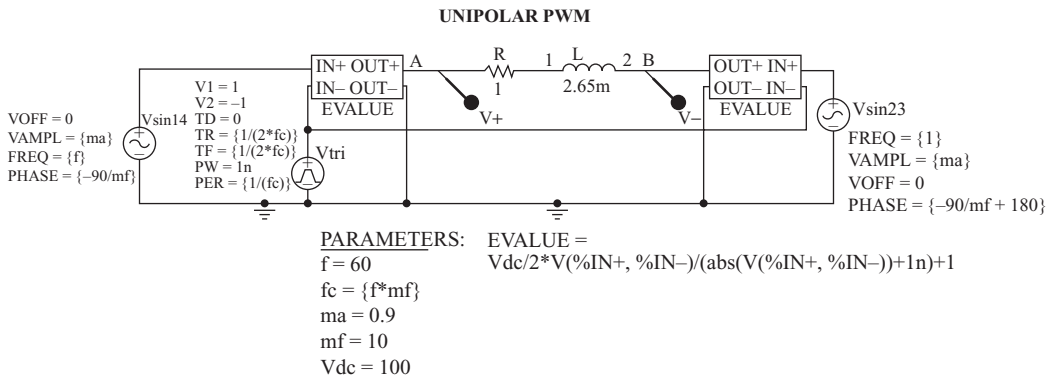 UNIPOLAR PWM
IN+ OUT+
IN– OUT–
EVALUE
A
R
1
1
L
2
2.65m
B
OUT+ IN+
OUT– IN–
EVALUE
V+
V–
V1 = 1
V2 = –1
TD = 0
TR = {1/(2*fc)}
TF = {1/(2*fc)}
PW = 1n
PER = {1/(fc)}
Vtri
VOFF = 0
VAMPL = {ma}
FREQ = {f}
PHASE = {–90/mf}
Vsin14
Vsin23
FREQ = {1}
VAMPL = {ma}
VOFF = 0
PHASE = {–90/mf + 180}
PARAMETERS:
f = 60
fc = {f*mf}
ma = 0.9
mf = 10
Vdc = 100
EVALUE =
Vdc/2*V(%IN+, %IN–)/(abs(V(%IN+, %IN–))+1n)+1